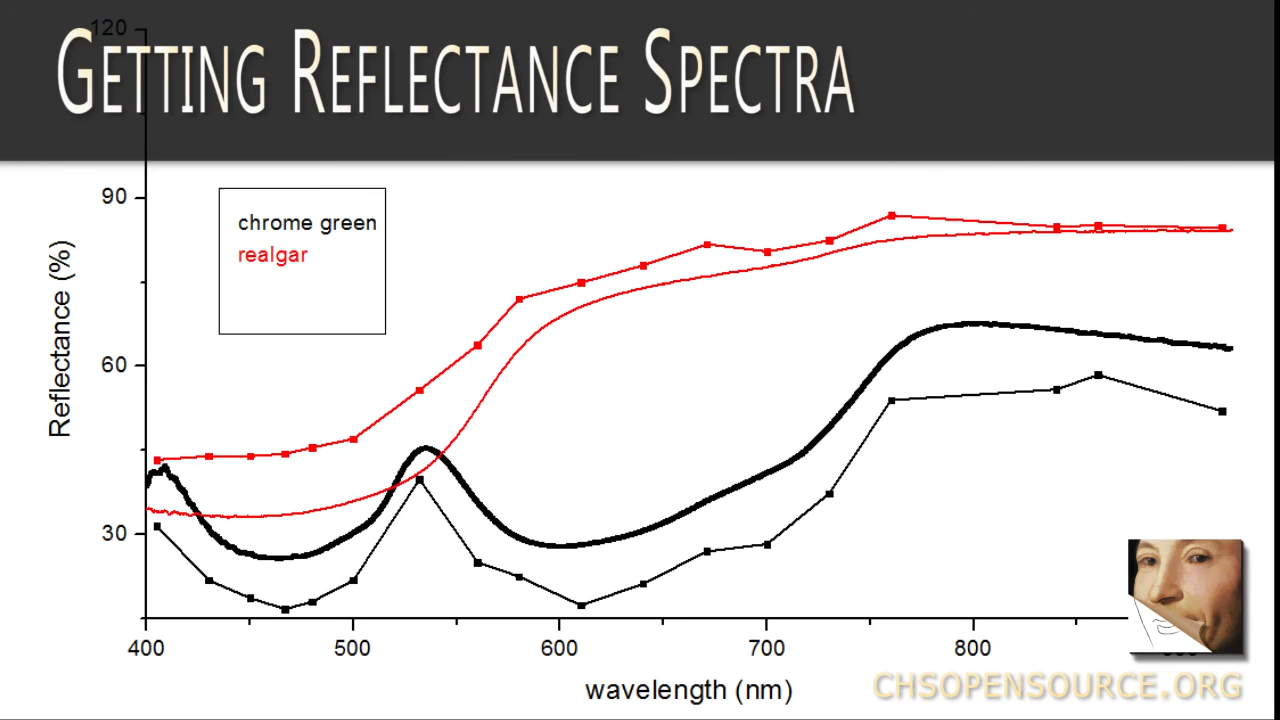 120
GETTING REFLECTANCE SPECTRA
90
chrome green
realgar
Reflectance (%)
60
30
400 500 600 700 800 900
wavelength (nm)
CHSOPENSOURCE.ORG